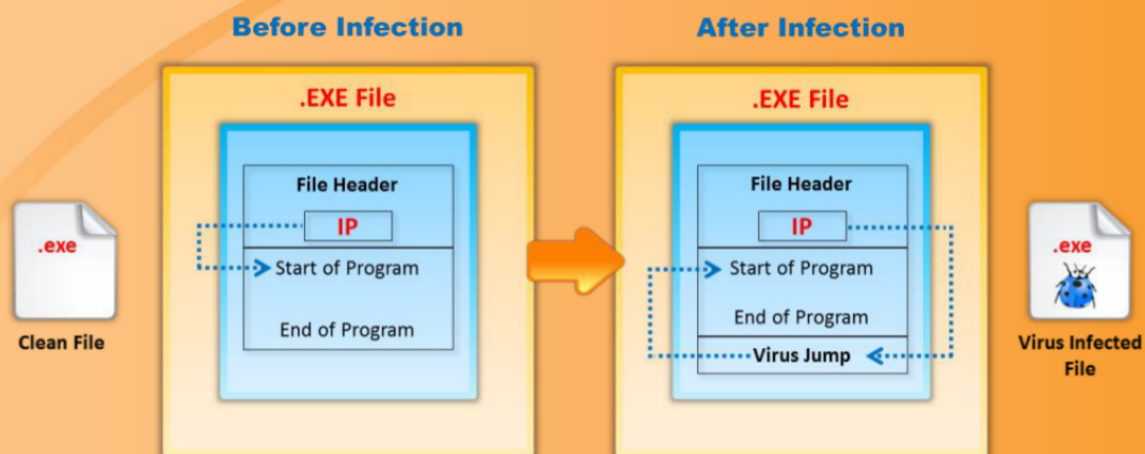 Before Infection
After Infection
.EXE File
.EXE File
File Header
IP
Start of Program
End of Program
File Header
IP
Start of Program
End of Program
Virus Jump
.exe
Clean File
.exe
Virus Infected
File